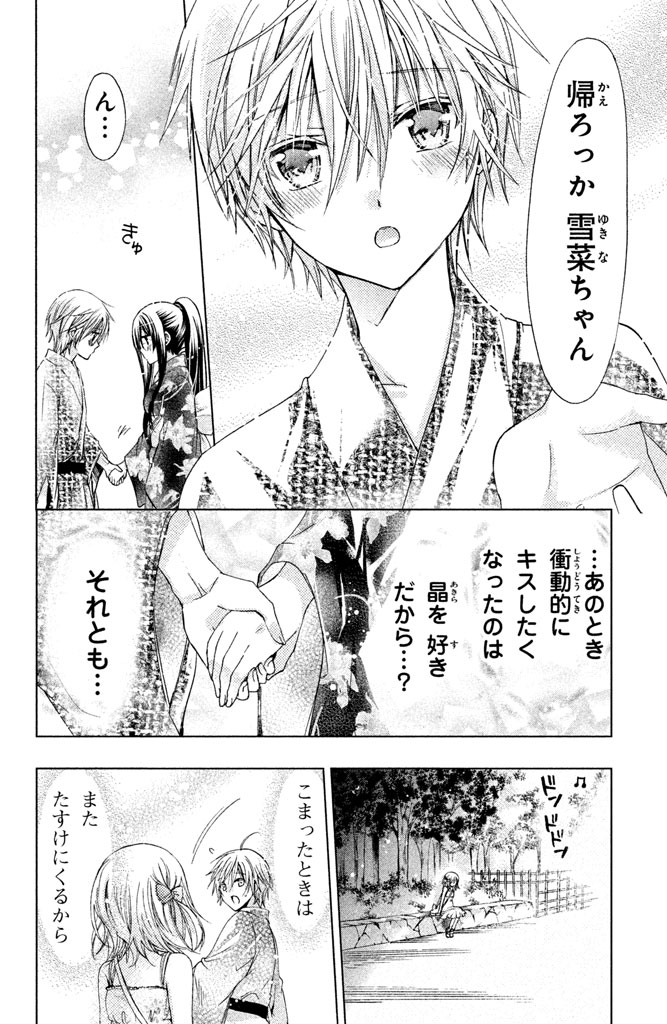 帰ろっか
雪菜ちゃん
ん…
きゅ
…あのとき
衝動的に
キスしたく
なったのは
晶を好き
だから…?
それとも…
♪
ドンドドン
こまったときは
また
たすけにくるから